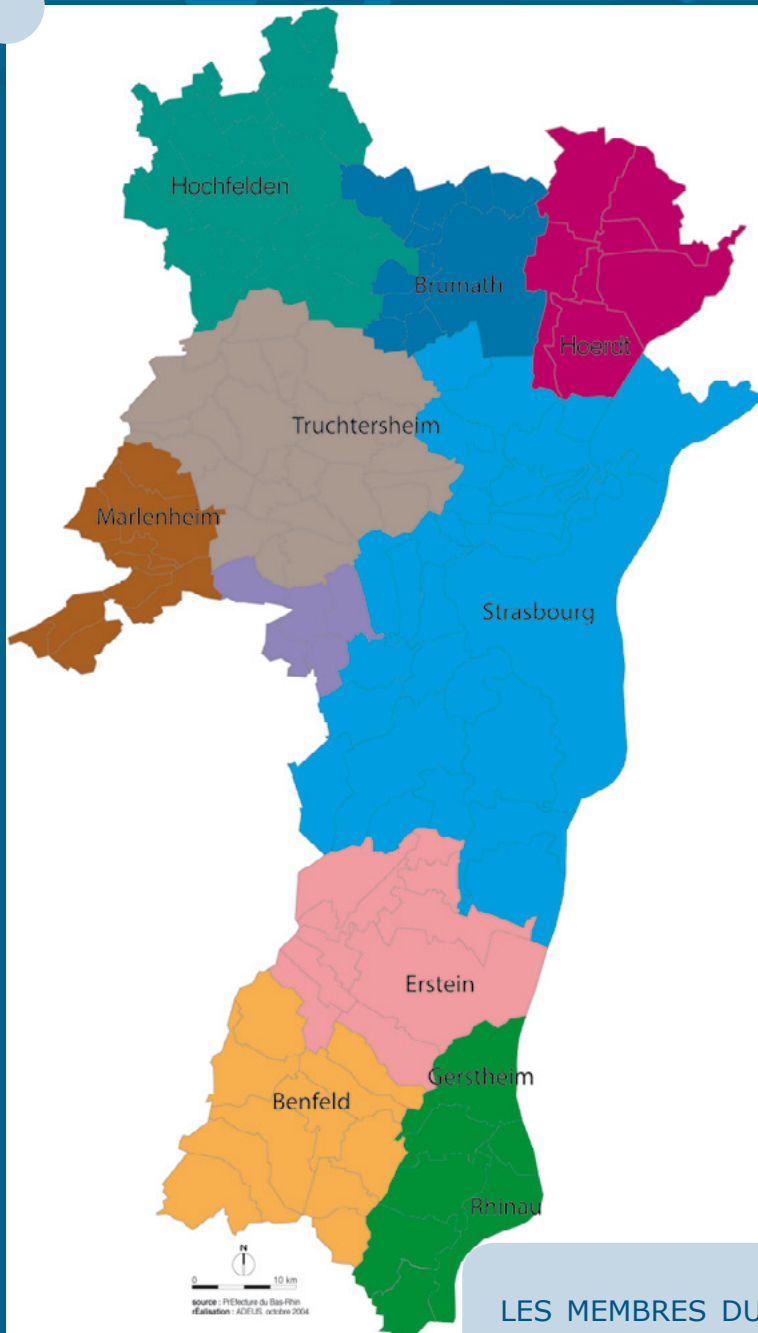 Hochfelden
Brumath
Hoerdt
Truchtersheim
Marlenheim
Strasbourg
Erstein
Gerstheim
Benfeld
Rhinau
N
0 10 km
source : PrEfecture du Bas-Rhin
rÉalisation : ADEUS, octobre 2004
LES MEMBRES DU